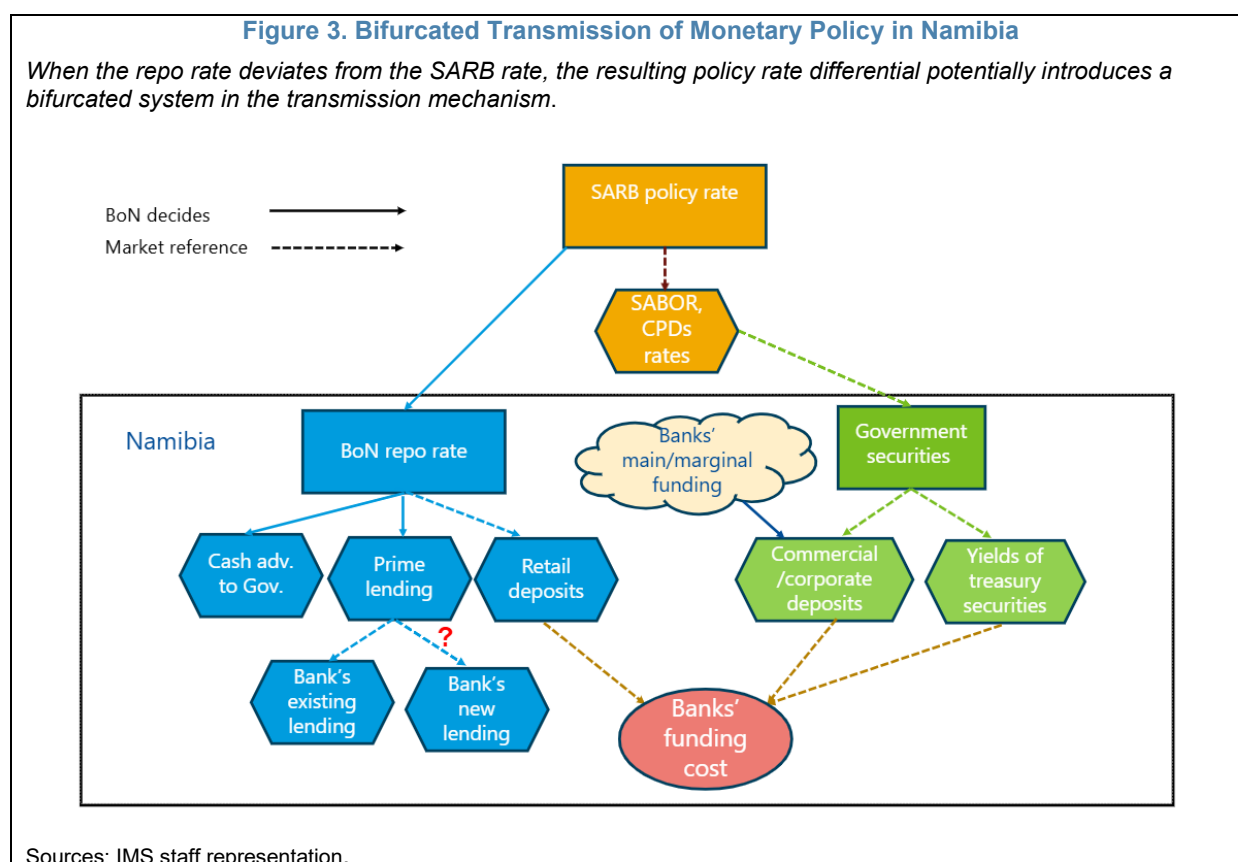 Figure 3. Bifurcated Transmission of Monetary Policy in Namibia
When the repo rate deviates from the SARB rate, the resulting policy rate differential potentially introduces a
bifurcated system in the transmission mechanism.
SARB policy rate
BoN decides
Market reference
SABOR,
CPDs
rates
Namibia
BoN repo rate
Banks'
main/marginal
funding
Government
securities
Cash adv.
to Gov.
Prime
lending
Retail
deposits
Commercial
/corporate
deposits
Yields of
treasury
securities
?
Bank's
existing
lending
Bank's
new
lending
Banks'
funding
cost
Sources: IMS staff representation.